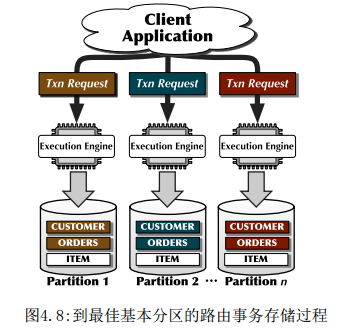 Client
Application
Txn Request Txn Request Txn Request
Execution Engine Execution Engine Execution Engine
CUSTOMER CUSTOMER CUSTOMER
ORDERS ORDERS ORDERS
ITEM ITEM ITEM
Partition 1 Partition 2 ··· Partition n
图4.8:到最佳基本分区的路由事务存储过程